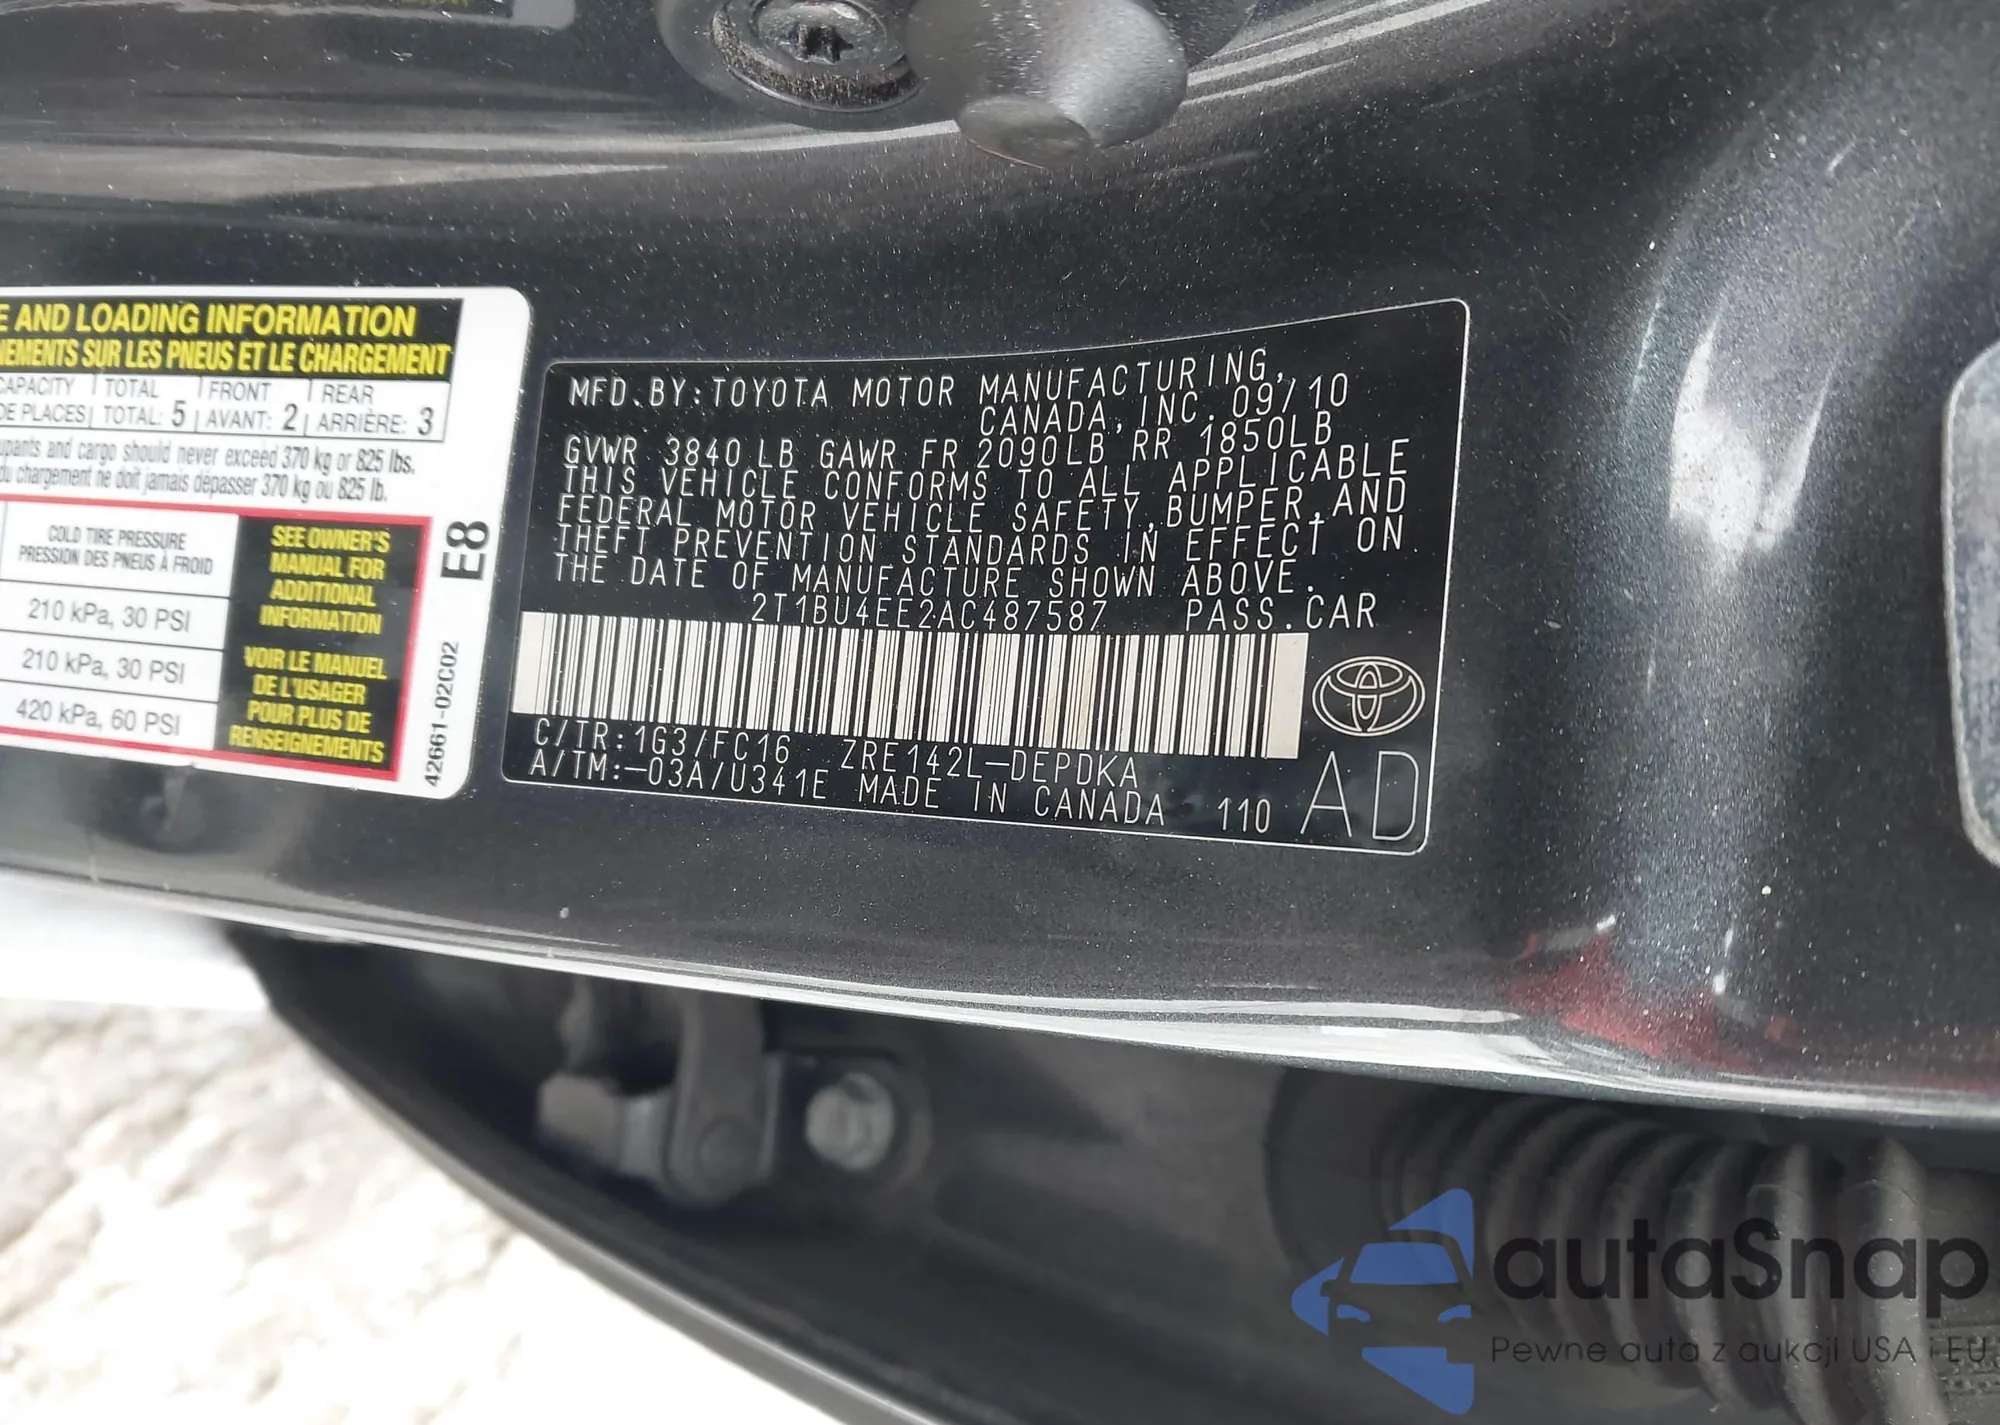 E AND LOADING INFORMATION
NEMENTS SUR LES PNEUS ET LE CHARGEMENT
CAPACITY TOTAL FRONT REAR
DE PLACES TOTAL: 5 AVANT: 2 ARRIÈRE: 3
upants and cargo should never exceed 370 kg or 825 lbs.
du chargement ne doit jamais dépasser 370 kg ou 825 lb.
COLD TIRE PRESSURE
PRESSION DES PNEUS À FROID
210 kPa, 30 PSI
210 kPa, 30 PSI
420 kPa, 60 PSI
SEE OWNER'S
MANUAL FOR
ADDITIONAL
INFORMATION
VOIR LE MANUEL
DE L'USAGER
POUR PLUS DE
RENSEIGNEMENTS
E8
42661-02C02
MFD.BY:TOYOTA MOTOR MANUFACTURING,
CANADA,INC. 09/10
GVWR 3840LB GAWR FR 2090LB RR 1850LB
THIS VEHICLE CONFORMS TO ALL APPLICABLE
FEDERAL MOTOR VEHICLE SAFETY,BUMPER,AND
THEFT PREVENTION STANDARDS IN EFFECT ON
THE DATE OF MANUFACTURE SHOWN ABOVE.
2T1BU4EE2AC487587 PASS.CAR
C/TR:1G3/FC16 ZRE142L-DEPDKA
A/TM:-03A/U341E MADE IN CANADA 110 AD
autaSnap
Pewne auta z aukcji USA i EU